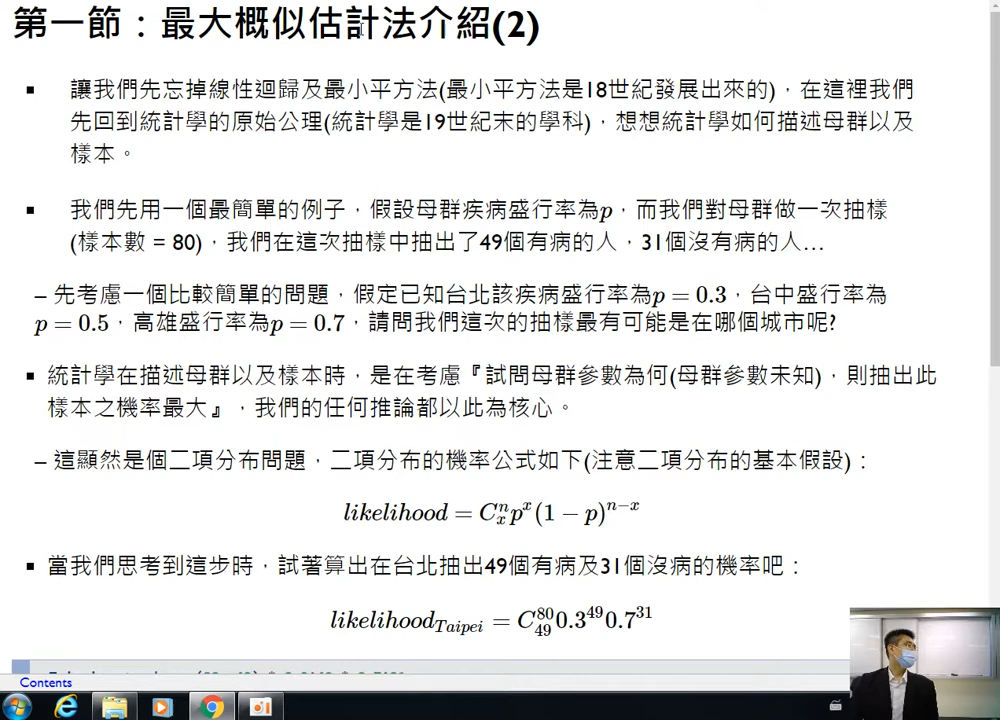 第一節：最大概似估計法介紹(2)
▪ 讓我們先忘掉線性迴歸及最小平方法(最小平方法是18世紀發展出來的)，在這裡我們
先回到統計學的原始公理(統計學是19世紀末的學科)，想想統計學如何描述母群以及
樣本。
▪ 我們先用一個最簡單的例子，假設母群疾病盛行率為p，而我們對母群做一次抽樣
(樣本數 = 80)，我們在這次抽樣中抽出了49個有病的人，31個沒有病的人…
– 先考慮一個比較簡單的問題，假定已知台北該疾病盛行率為p = 0.3，台中盛行率為
p = 0.5，高雄盛行率為p = 0.7，請問我們這次的抽樣最有可能是在哪個城市呢?
▪ 統計學在描述母群以及樣本時，是在考慮『試問母群參數為何(母群參數未知)，則抽出此
樣本之機率最大』，我們的任何推論都以此為核心。
– 這顯然是個二項分布問題，二項分布的機率公式如下(注意二項分布的基本假設)：
likelihood = C_x^n p^x (1 − p)^{n−x}
▪ 當我們思考到這步時，試著算出在台北抽出49個有病及31個沒病的機率吧：
likelihood_{Taipei} = C_{49}^{80} 0.3^{49} 0.7^{31}
Contents